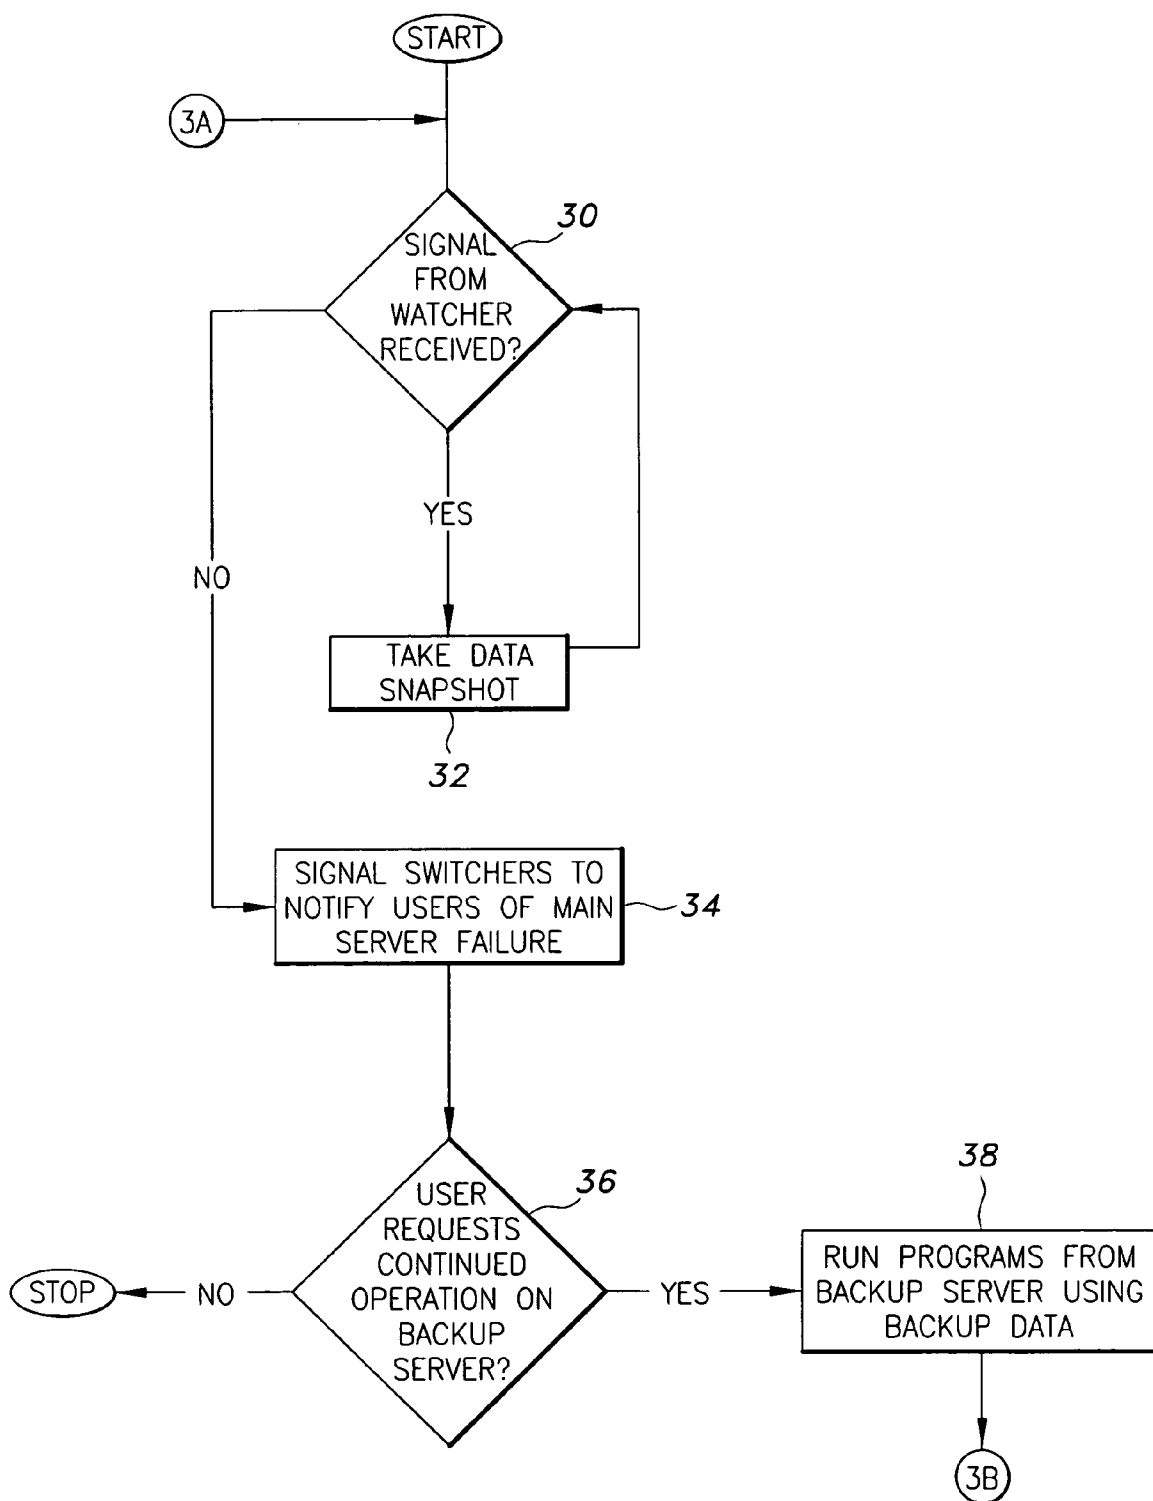 START
3A
30
SIGNAL
FROM
WATCHER
RECEIVED?
YES
NO
TAKE DATA
SNAPSHOT
32
SIGNAL SWITCHERS TO
NOTIFY USERS OF MAIN
SERVER FAILURE
34
36
USER
REQUESTS
CONTINUED
OPERATION ON
BACKUP
SERVER?
STOP
NO
YES
38
RUN PROGRAMS FROM
BACKUP SERVER USING
BACKUP DATA
3B